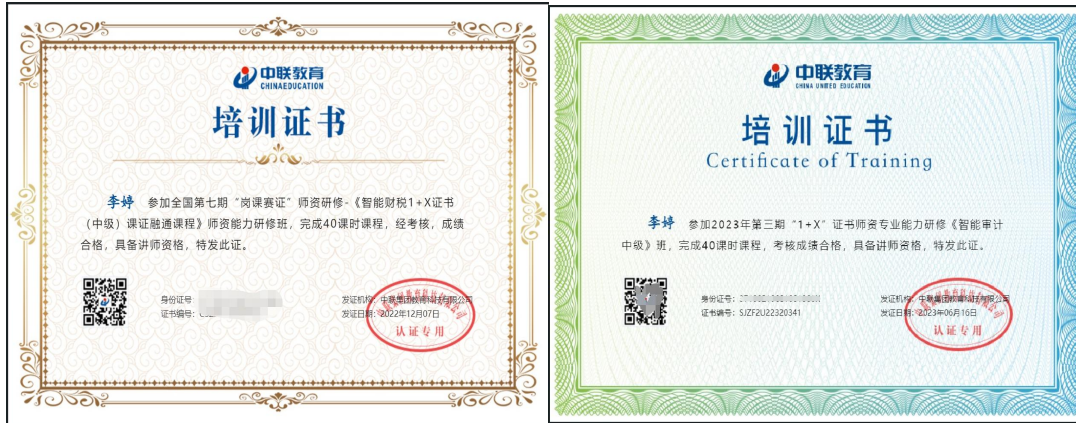 中联教育
CHINAEDUCATION
培训证书
李婷 参加全国第七期“岗课赛证”师资研修-《智能财税1+X证书
（中级）课证融通课程》师资能力研修班，完成40课时课程，经考核，成绩
合格，具备讲师资格，特发此证。
身份证号
证书编号：
发证机构：中联集团教育科技有限公司
发证日期：2022年12月07日
认证专用
中联教育
CHINA UNITED EDUCATION
培训证书
Certificate of Training
李婷 参加2023年第三期“1+X”证书师资专业能力研修《智能审计
中级》班，完成40课时课程，考核成绩合格，具备讲师资格，特发此证。
身份证号：
证书编号：SJZF2U22320341
发证机构：中联集团教育科技有限公司
发证日期：2023年06月16日
认证专用